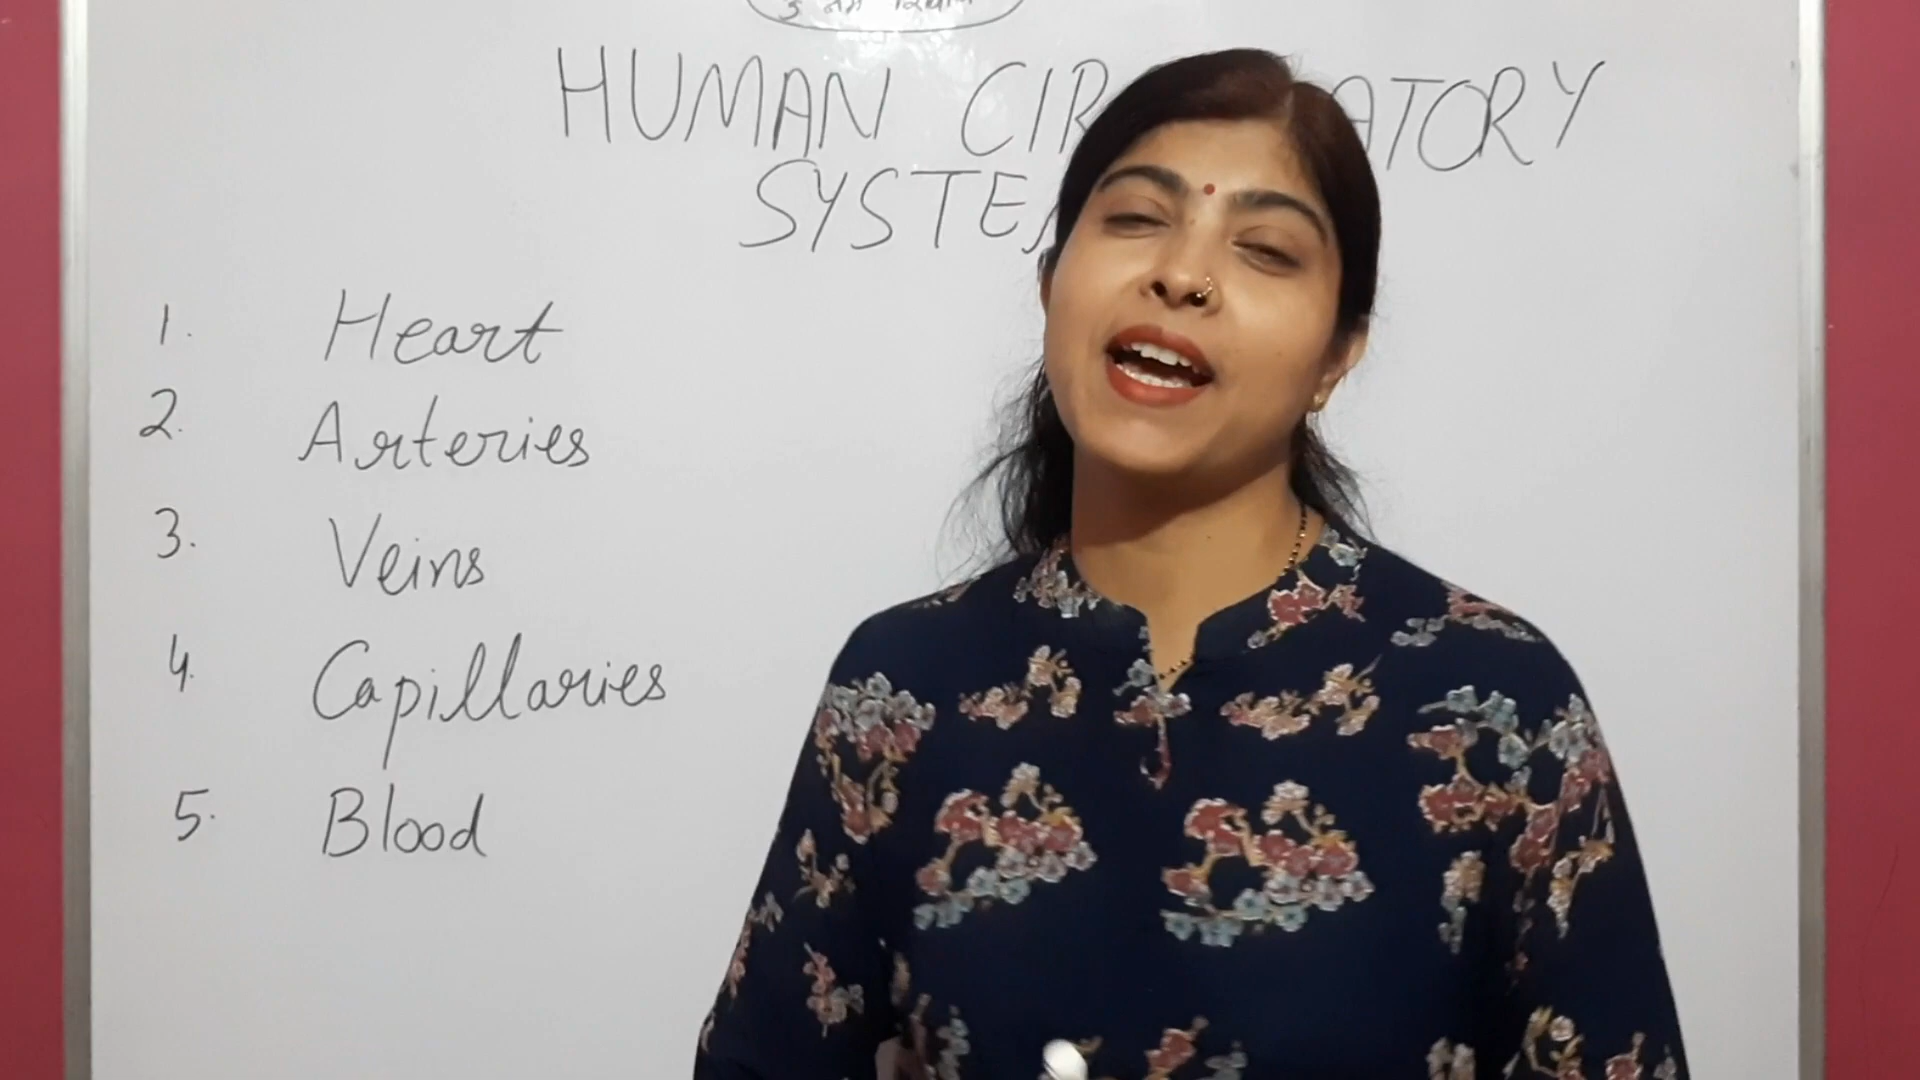 HUMAN CIR ATORY
SYSTE
1. Heart
2. Arteries
3. Veins
4. Capillaries
5. Blood